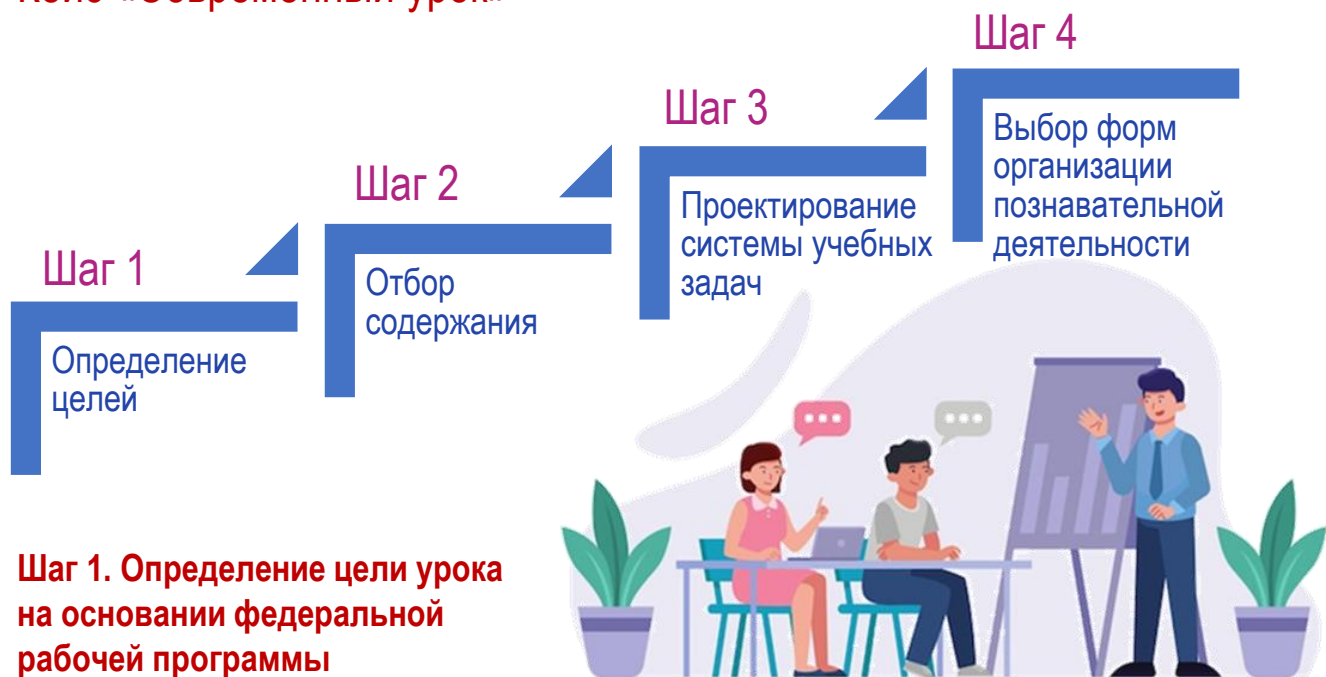 Шаг 4
Шаг 3
Выбор форм
организации
познавательной
деятельности
Шаг 2
Проектирование
системы учебных
задач
Шаг 1
Отбор
содержания
Определение
целей
Шаг 1. Определение цели урока
на основании федеральной
рабочей программы